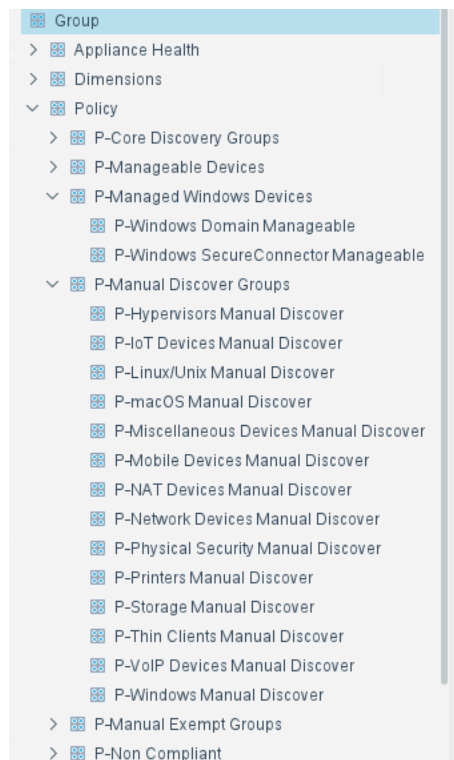 Group
Appliance Health
Dimensions
Policy
P-Core Discovery Groups
P-Manageable Devices
P-Managed Windows Devices
P-Windows Domain Manageable
P-Windows SecureConnector Manageable
P-Manual Discover Groups
P-Hypervisors Manual Discover
P-IoT Devices Manual Discover
P-Linux/Unix Manual Discover
P-macOS Manual Discover
P-Miscellaneous Devices Manual Discover
P-Mobile Devices Manual Discover
P-NAT Devices Manual Discover
P-Network Devices Manual Discover
P-Physical Security Manual Discover
P-Printers Manual Discover
P-Storage Manual Discover
P-Thin Clients Manual Discover
P-VoIP Devices Manual Discover
P-Windows Manual Discover
P-Manual Exempt Groups
P-Non Compliant